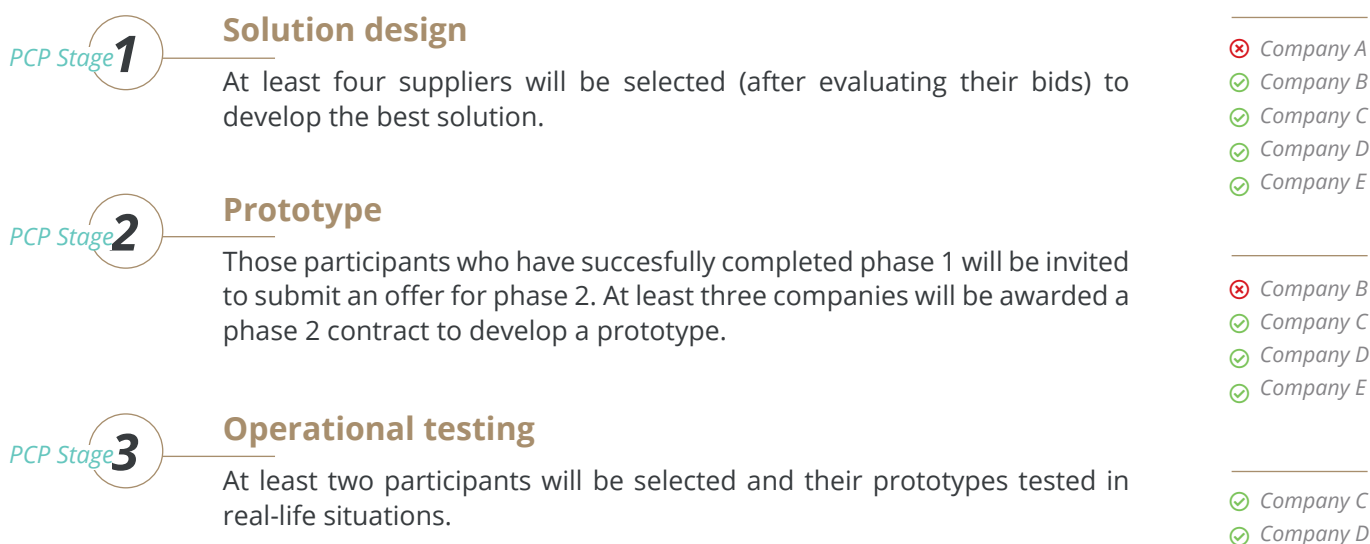 PCP Stage 1
Solution design
At least four suppliers will be selected (after evaluating their bids) to
develop the best solution.
Company A
Company B
Company C
Company D
Company E
PCP Stage 2
Prototype
Those participants who have succesfully completed phase 1 will be invited
to submit an offer for phase 2. At least three companies will be awarded a
phase 2 contract to develop a prototype.
Company B
Company C
Company D
Company E
PCP Stage 3
Operational testing
At least two participants will be selected and their prototypes tested in
real-life situations.
Company C
Company D